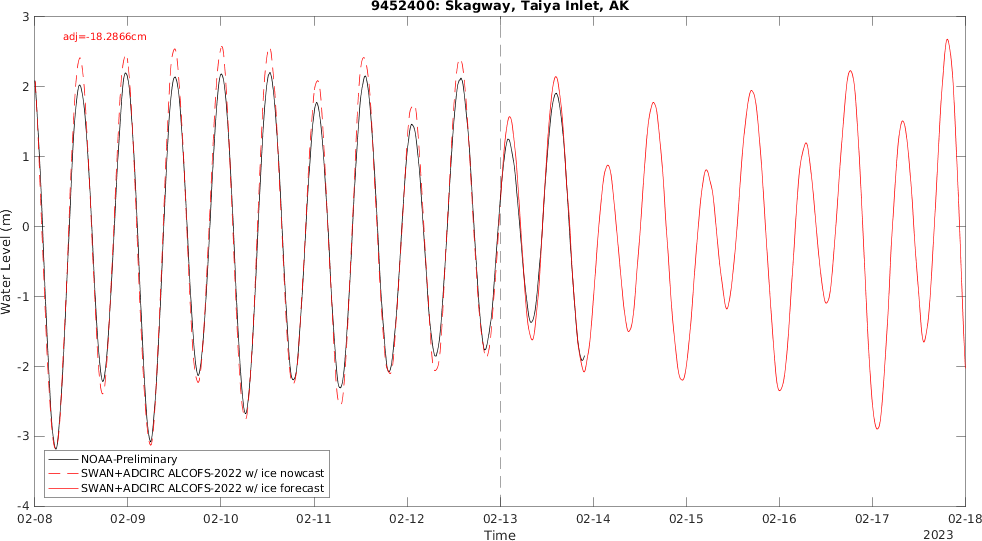 9452400: Skagway, Taiya Inlet, AK
adj=-18.2866cm
3
2
1
0
-1
-2
-3
-4
Water Level (m)
NOAA-Preliminary
SWAN+ADCIRC ALCOFS-2022 w/ ice nowcast
SWAN+ADCIRC ALCOFS-2022 w/ ice forecast
02-08 02-09 02-10 02-11 02-12 02-13 02-14 02-15 02-16 02-17 02-18
Time
2023